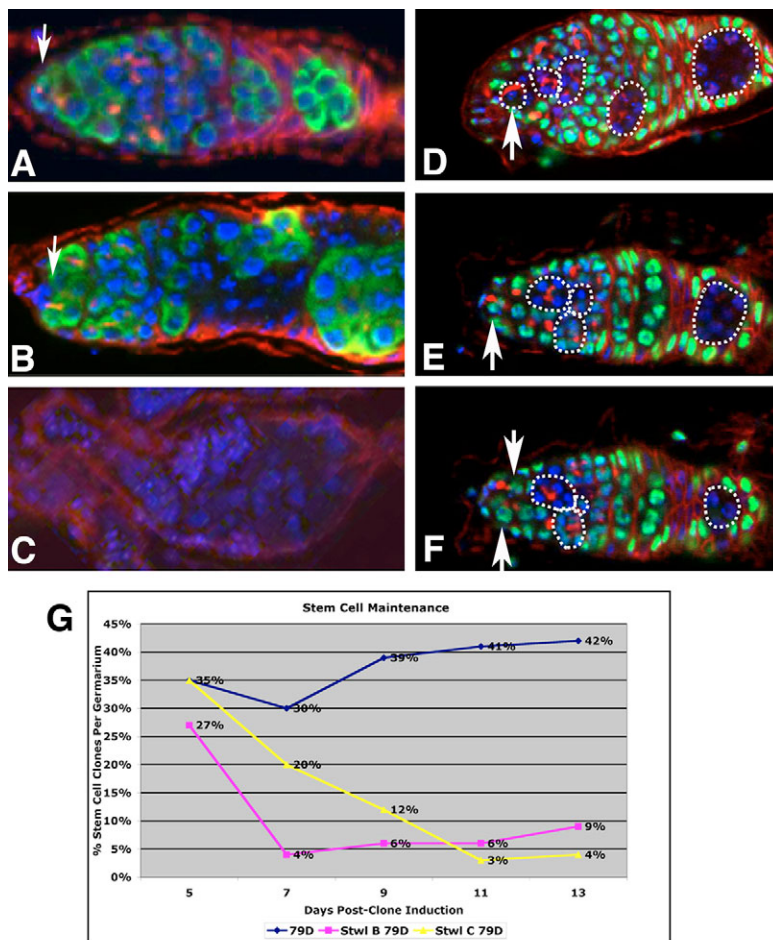 A
D
B
E
C
F
G
Stem Cell Maintenance
% Stem Cell Clones Per Germarium
45%
40%
35%
30%
25%
20%
15%
10%
5%
0%
35%
27%
30%
20%
4%
39%
12%
6%
41%
6%
3%
42%
9%
4%
5 7 9 11 13
Days Post-Clone Induction
79D Stwl B 79D Stwl C 79D